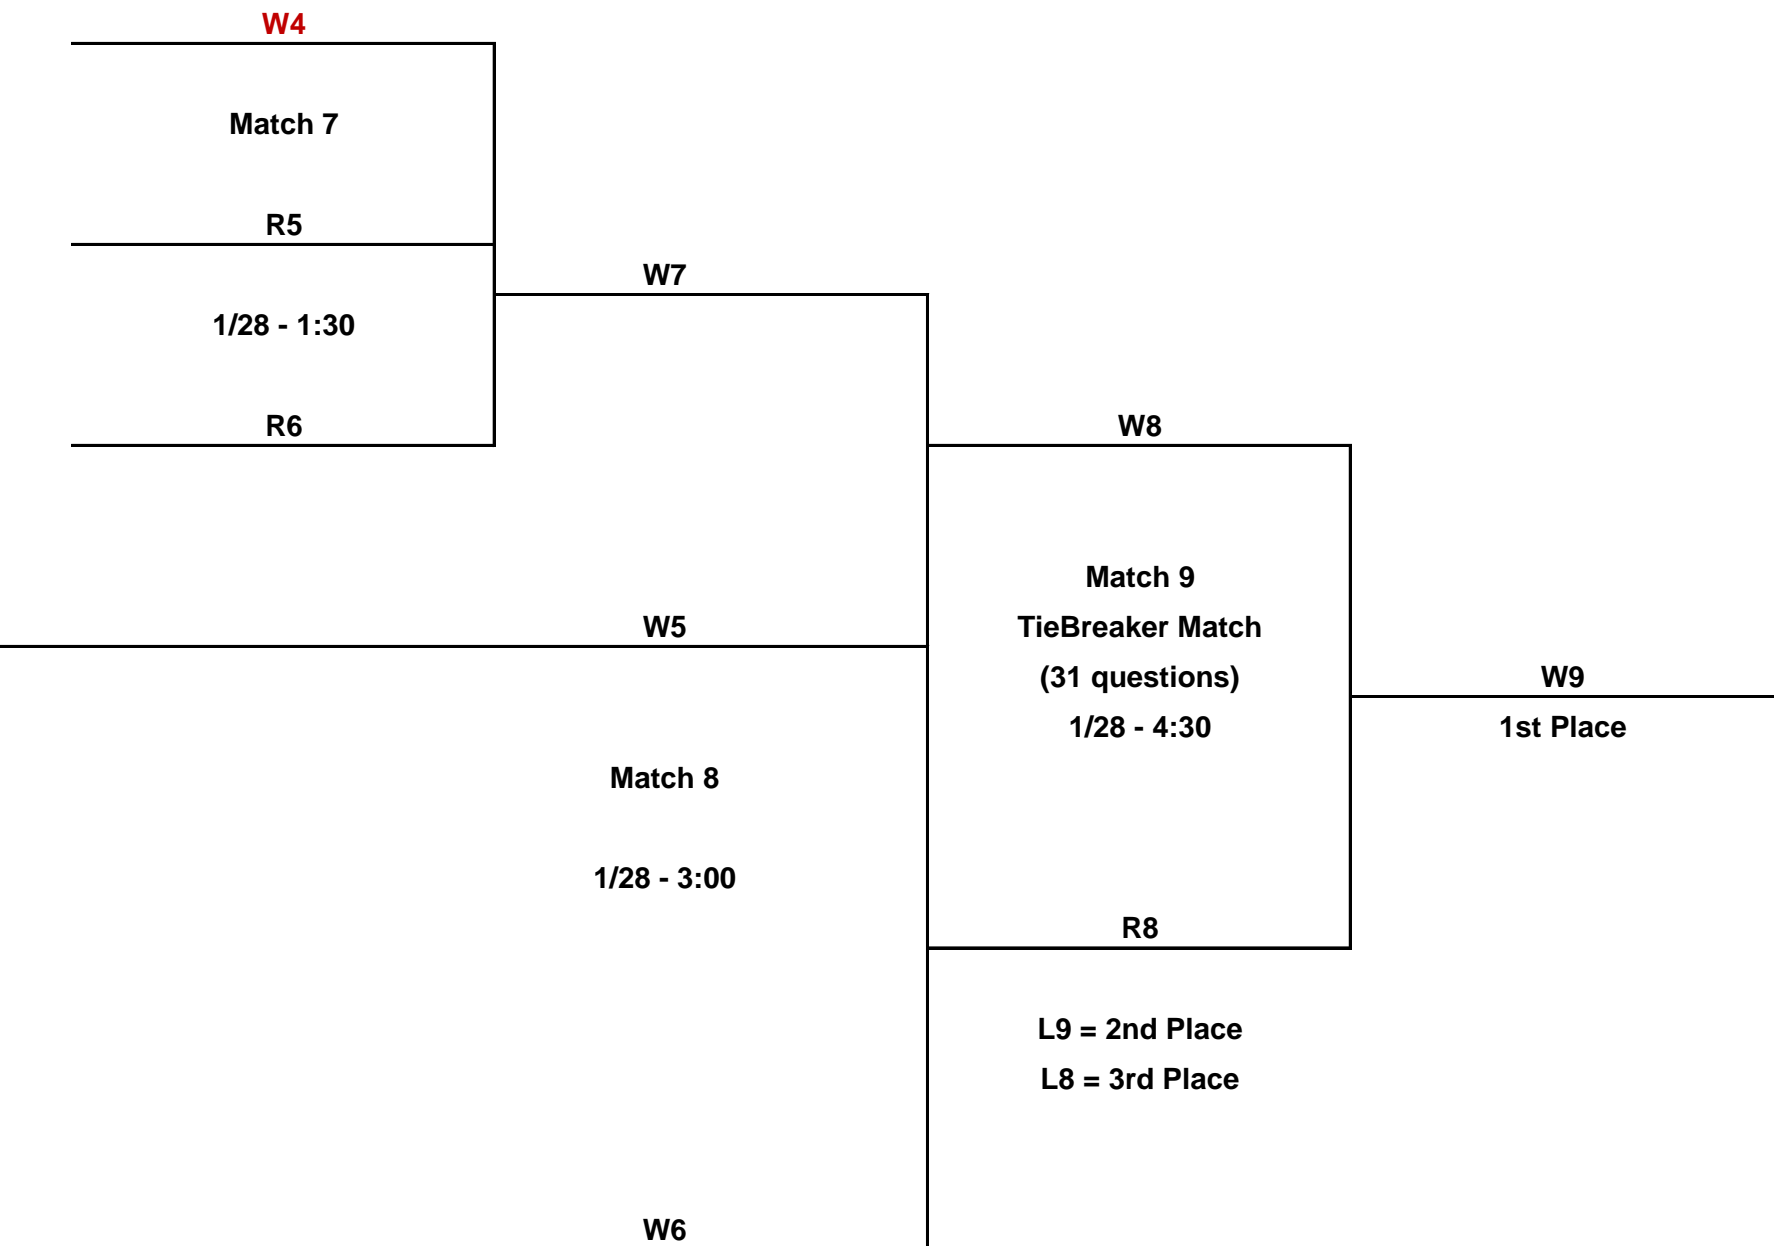 W4
Match 7
R5
W7
1/28 - 1:30
R6
W8
Match 9
W5
TieBreaker Match
(31 questions)
W9
1/28 - 4:30
1st Place
Match 8
1/28 - 3:00
R8
L9 = 2nd Place
L8 = 3rd Place
W6